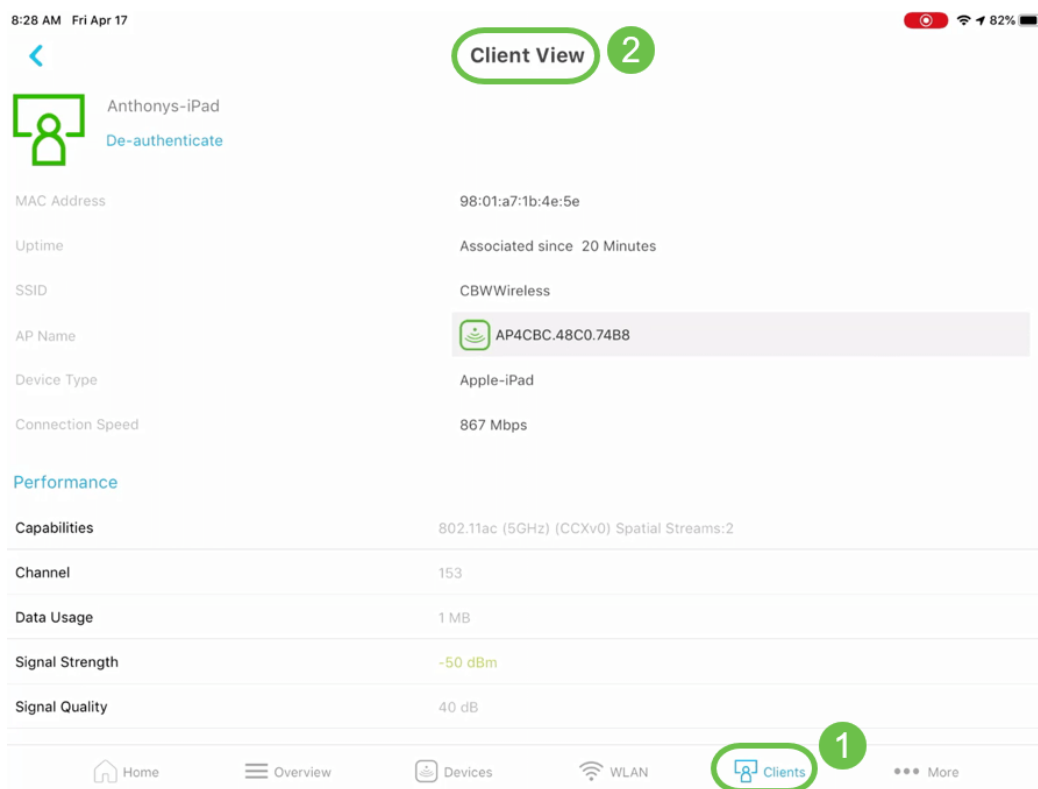 8:28 AM Fri Apr 17 82%
Client View 2
Anthonys-iPad
De-authenticate
MAC Address 98:01:a7:1b:4e:5e
Uptime Associated since 20 Minutes
SSID CBWWireless
AP Name AP4CBC.48C0.74B8
Device Type Apple-iPad
Connection Speed 867 Mbps
Performance
Capabilities 802.11ac (5GHz) (CCXv0) Spatial Streams:2
Channel 153
Data Usage 1 MB
Signal Strength -50 dBm
Signal Quality 40 dB
1
Home Overview Devices WLAN Clients More